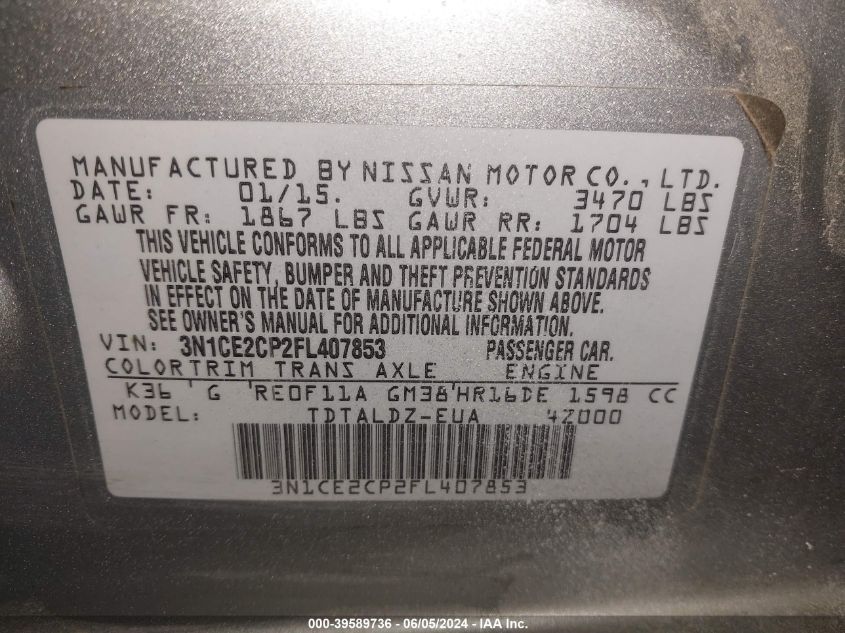 MANUFACTURED BY NISSAN MOTOR CO., LTD.
DATE: 01/15. GVWR: 3470 LBS
GAWR FR: 1867 LBS GAWR RR: 1704 LBS
THIS VEHICLE CONFORMS TO ALL APPLICABLE FEDERAL MOTOR
VEHICLE SAFETY, BUMPER AND THEFT PREVENTION STANDARDS
IN EFFECT ON THE DATE OF MANUFACTURE SHOWN ABOVE.
SEE OWNER'S MANUAL FOR ADDITIONAL INFORMATION.
VIN: 3N1CE2CP2FL407853 PASSENGER CAR.
COLORTRIM TRANS AXLE ENGINE
K36 ' G 'RE0F11A GM38'HR16DE 1598 CC
MODEL: TDTALDZ-EUA 4Z000
3N1CE2CP2FL407853
000-39589736 - 06/05/2024 - IAA Inc.